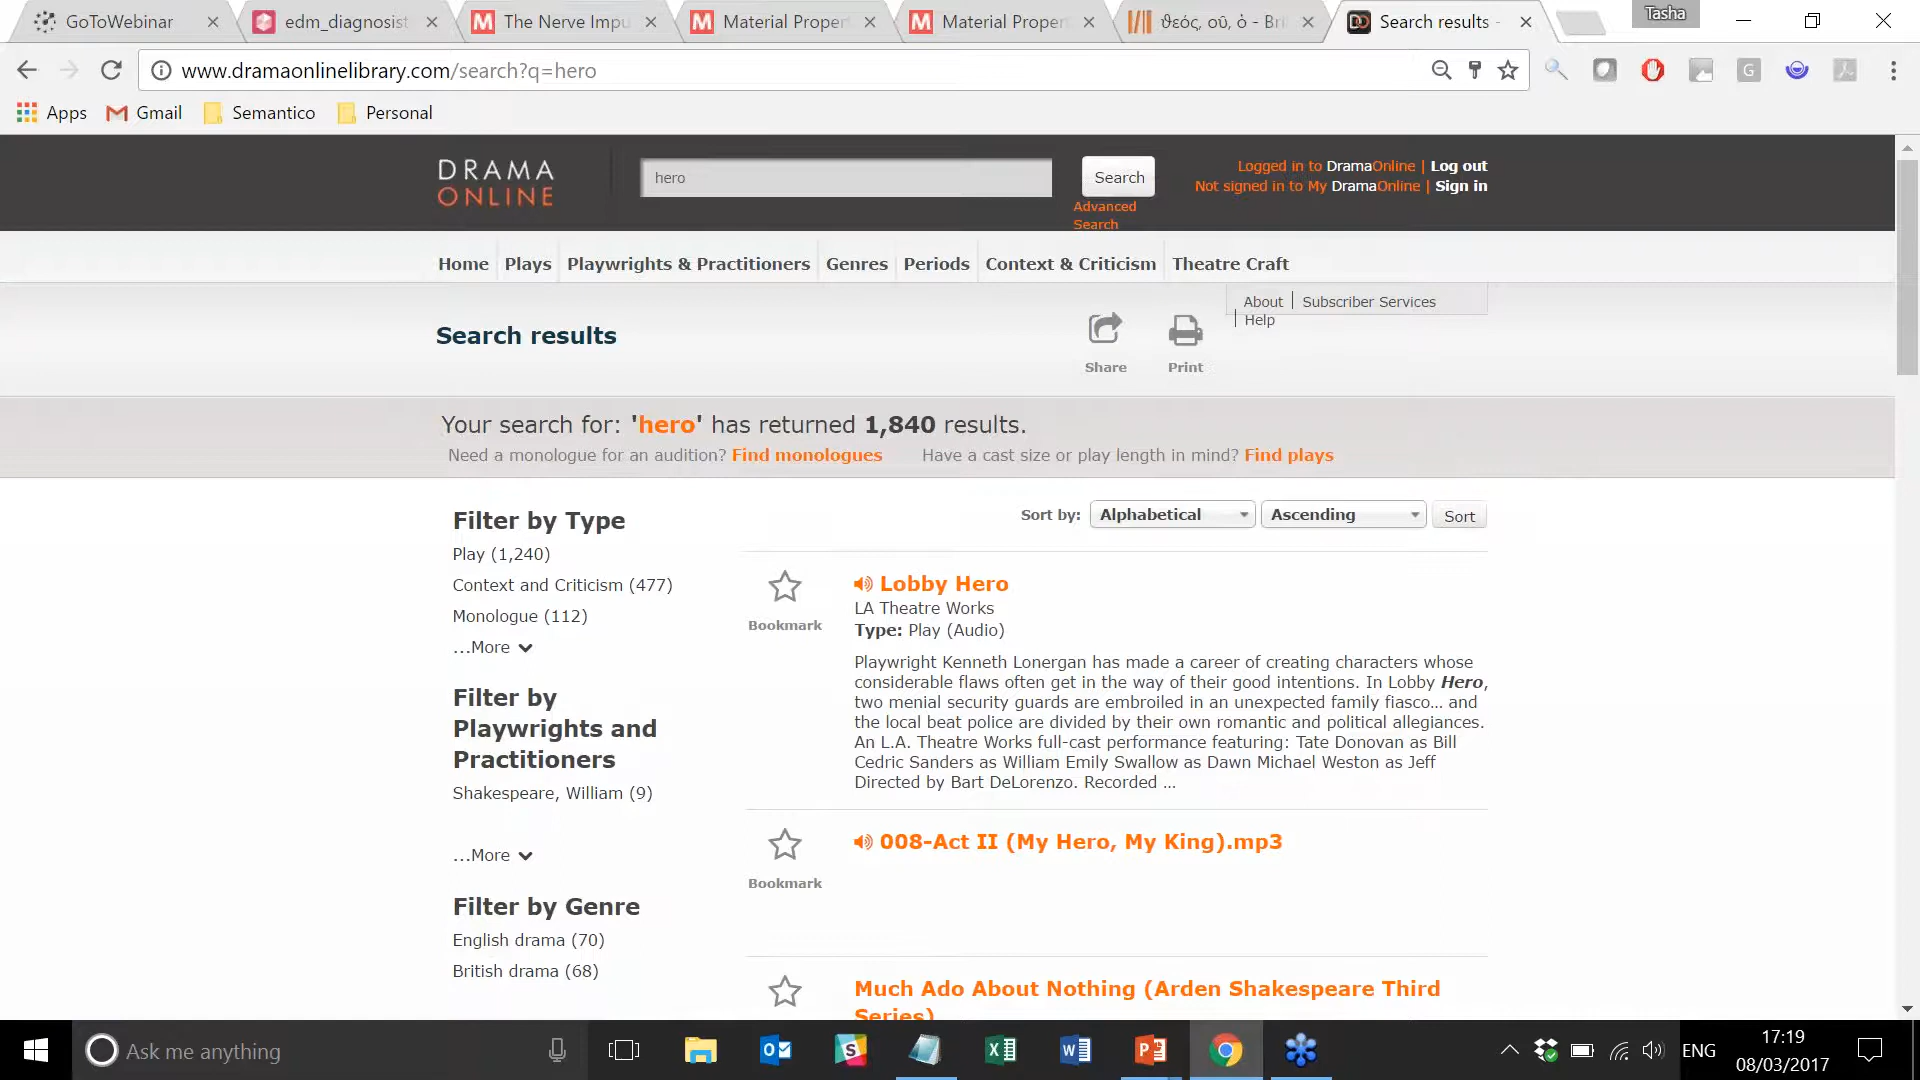 GoToWebinar
edm_diagnosist
The Nerve Impu
Material Proper
Material Proper
ϑεός, οῦ, ὁ - Bri
Search results -
Tasha
www.dramaonlinelibrary.com/search?q=hero
Apps
Gmail
Semantico
Personal
DRAMA
ONLINE
hero
Search
Advanced
Search
Logged in to DramaOnline | Log out
Not signed in to My DramaOnline | Sign in
Home
Plays
Playwrights & Practitioners
Genres
Periods
Context & Criticism
Theatre Craft
About | Subscriber Services
| Help
Search results
Share
Print
Your search for: 'hero' has returned 1,840 results.
Need a monologue for an audition? Find monologues
Have a cast size or play length in mind? Find plays
Filter by Type
Play (1,240)
Context and Criticism (477)
Monologue (112)
...More
Filter by
Playwrights and
Practitioners
Shakespeare, William (9)
...More
Filter by Genre
English drama (70)
British drama (68)
Sort by:
Alphabetical
Ascending
Sort
Bookmark
Lobby Hero
LA Theatre Works
Type: Play (Audio)
Playwright Kenneth Lonergan has made a career of creating characters whose
considerable flaws often get in the way of their good intentions. In Lobby Hero,
two menial security guards are embroiled in an unexpected family fiasco... and
the local beat police are divided by their own romantic and political allegiances.
An L.A. Theatre Works full-cast performance featuring: Tate Donovan as Bill
Cedric Sanders as William Emily Swallow as Dawn Michael Weston as Jeff
Directed by Bart DeLorenzo. Recorded ...
Bookmark
008-Act II (My Hero, My King).mp3
Much Ado About Nothing (Arden Shakespeare Third
Series)
Ask me anything
ENG
17:19
08/03/2017